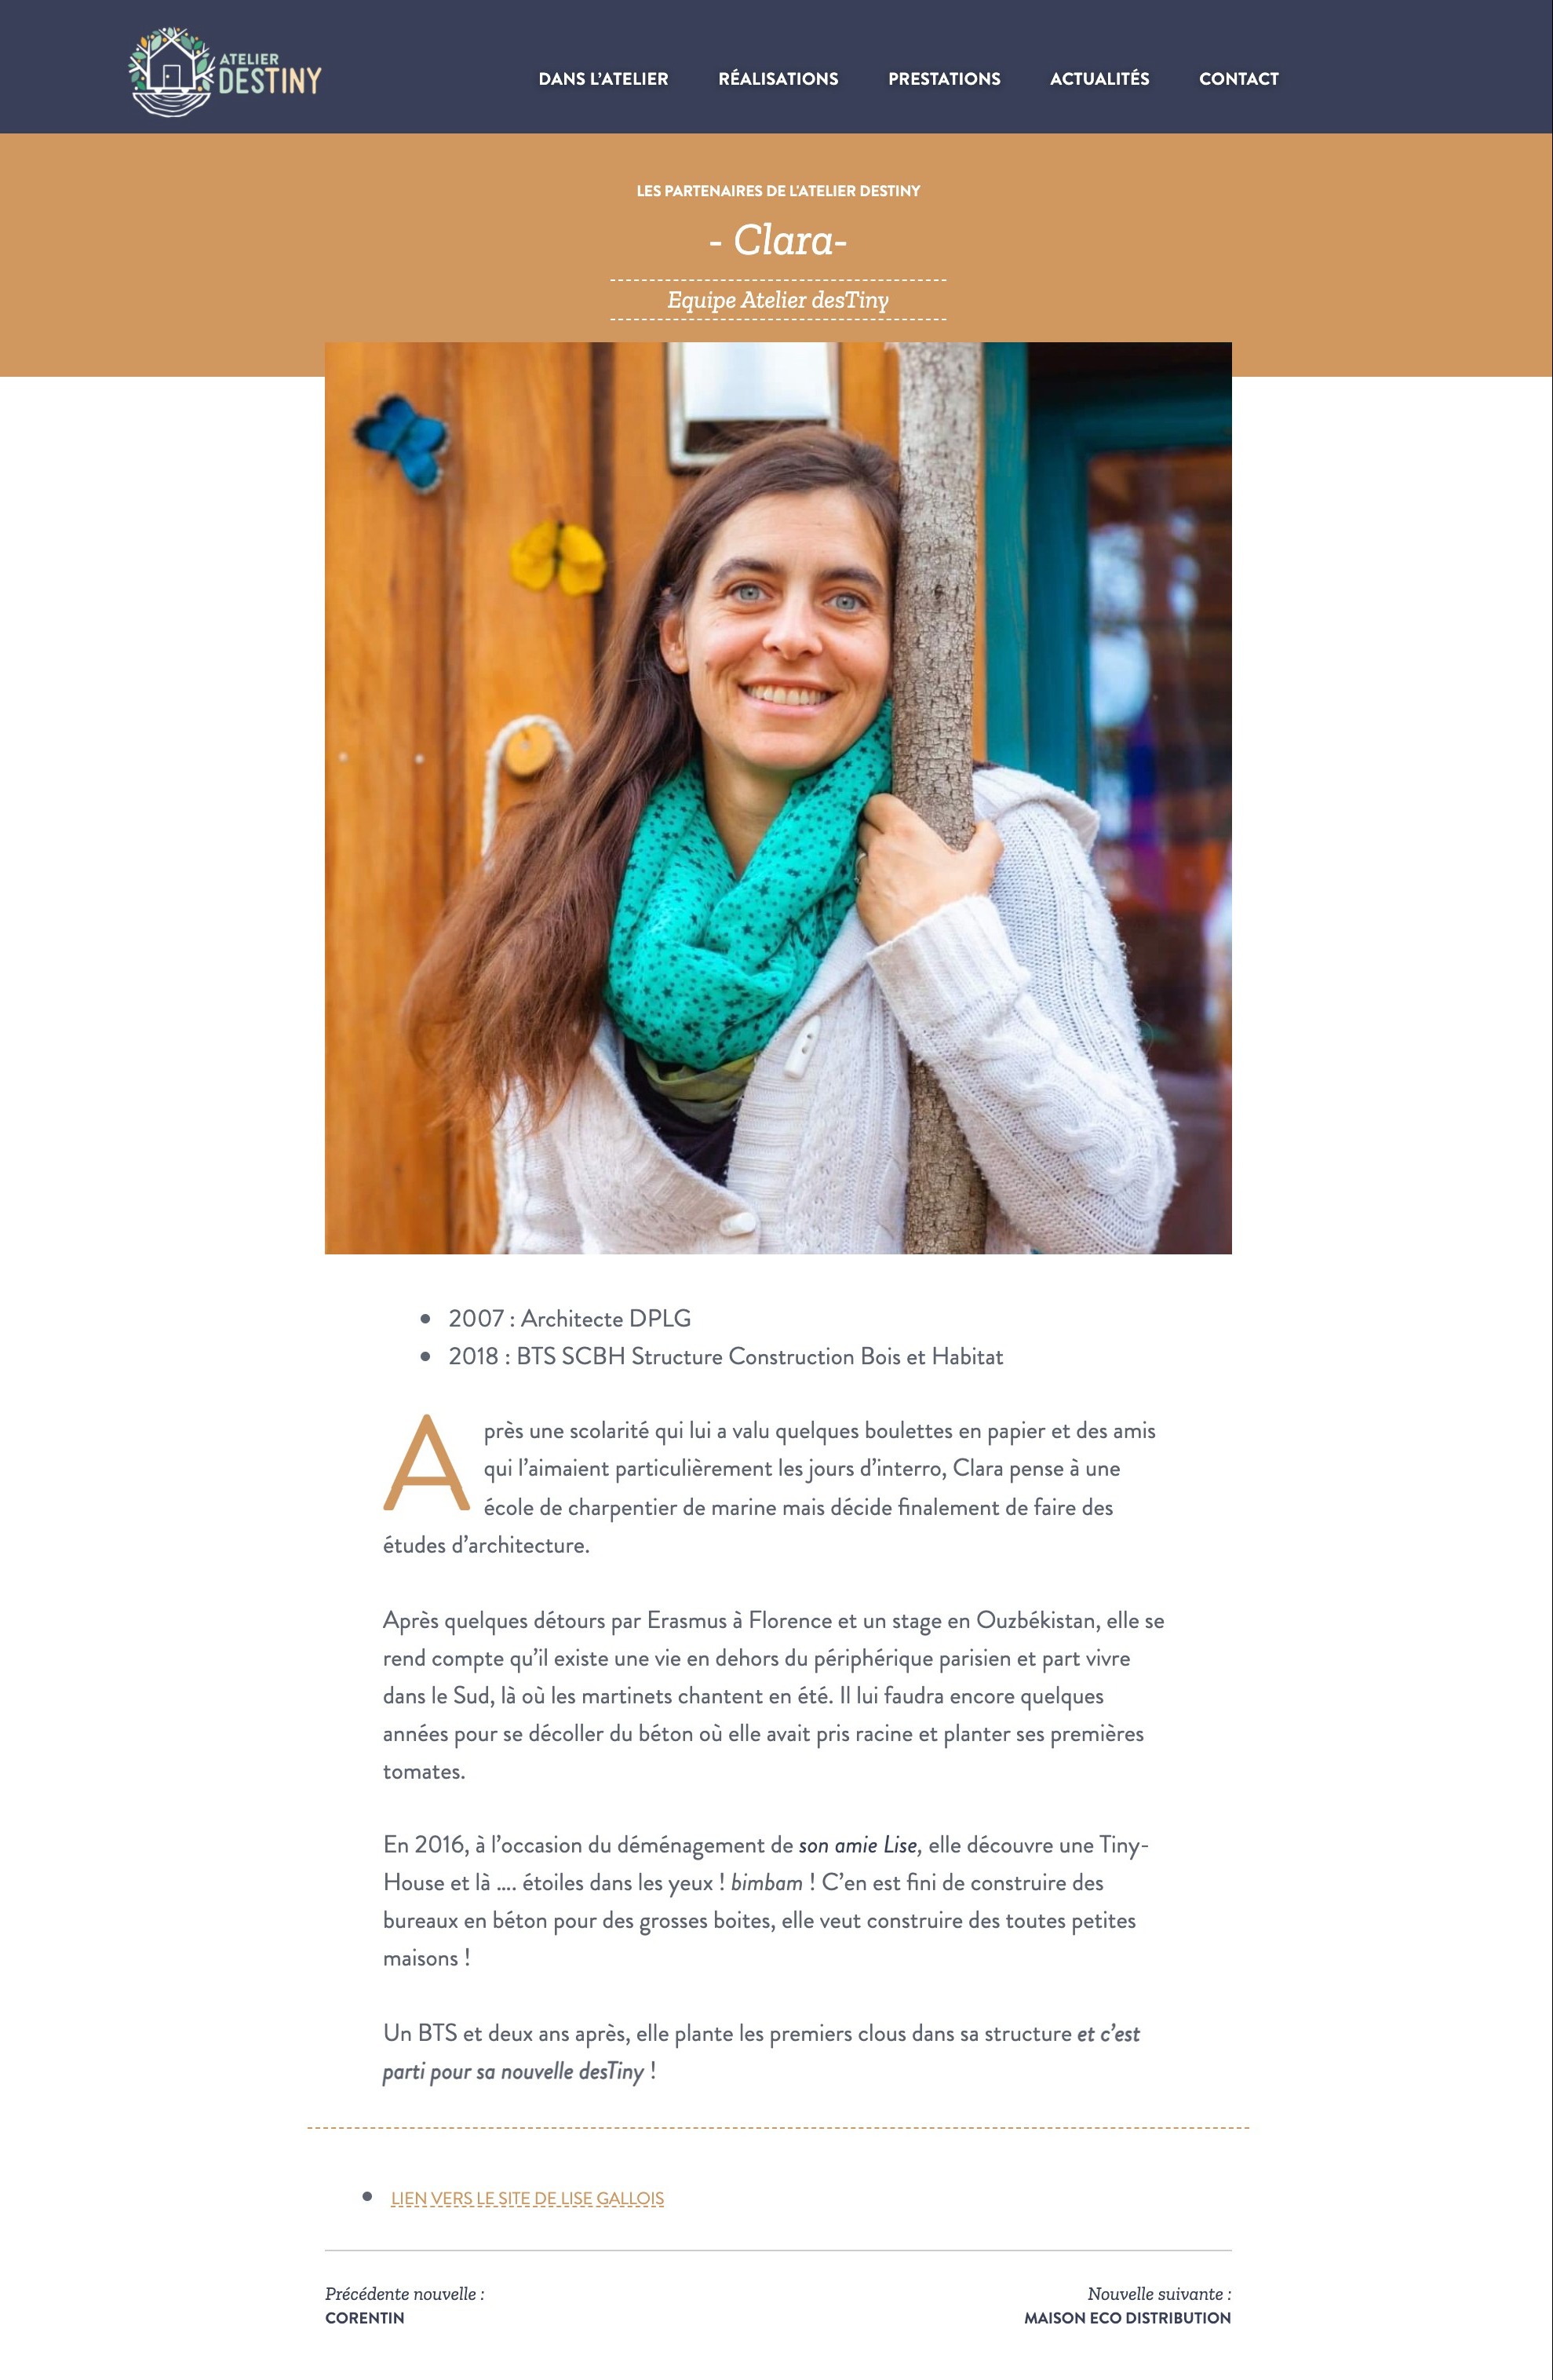 ATELIER
DESTINY
DANS L'ATELIER RÉALISATIONS PRESTATIONS ACTUALITÉS CONTACT
LES PARTENAIRES DE L'ATELIER DESTINY
- Clara-
Equipe Atelier desTiny
• 2007 : Architecte DPLG
• 2018 : BTS SCBH Structure Construction Bois et Habitat
Après une scolarité qui lui a valu quelques boulettes en papier et des amis
qui l'aimaient particulièrement les jours d'interro, Clara pense à une
école de charpentier de marine mais décide finalement de faire des
études d'architecture.
Après quelques détours par Erasmus à Florence et un stage en Ouzbékistan, elle se
rend compte qu'il existe une vie en dehors du périphérique parisien et part vivre
dans le Sud, là où les martinets chantent en été. Il lui faudra encore quelques
années pour se décoller du béton où elle avait pris racine et planter ses premières
tomates.
En 2016, à l'occasion du déménagement de son amie Lise, elle découvre une Tiny-
House et là .... étoiles dans les yeux ! bimbam ! C'en est fini de construire des
bureaux en béton pour des grosses boites, elle veut construire des toutes petites
maisons !
Un BTS et deux ans après, elle plante les premiers clous dans sa structure et c'est
parti pour sa nouvelle desTiny !
• LIEN VERS LE SITE DE LISE GALLOIS
Précédente nouvelle :
CORENTIN
Nouvelle suivante :
MAISON ECO DISTRIBUTION